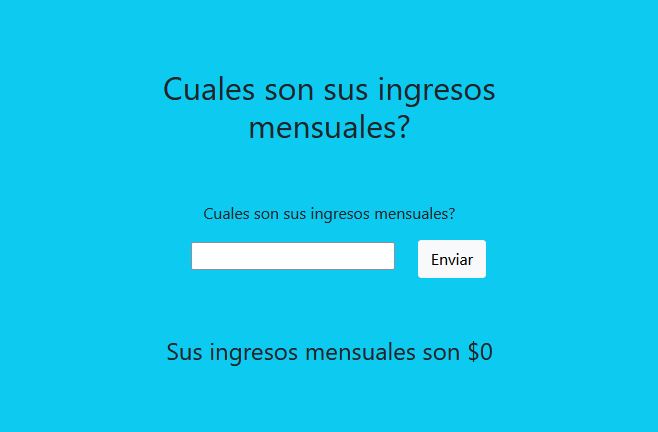 Cuales son sus ingresos
mensuales?
Cuales son sus ingresos mensuales?
Enviar
Sus ingresos mensuales son $0